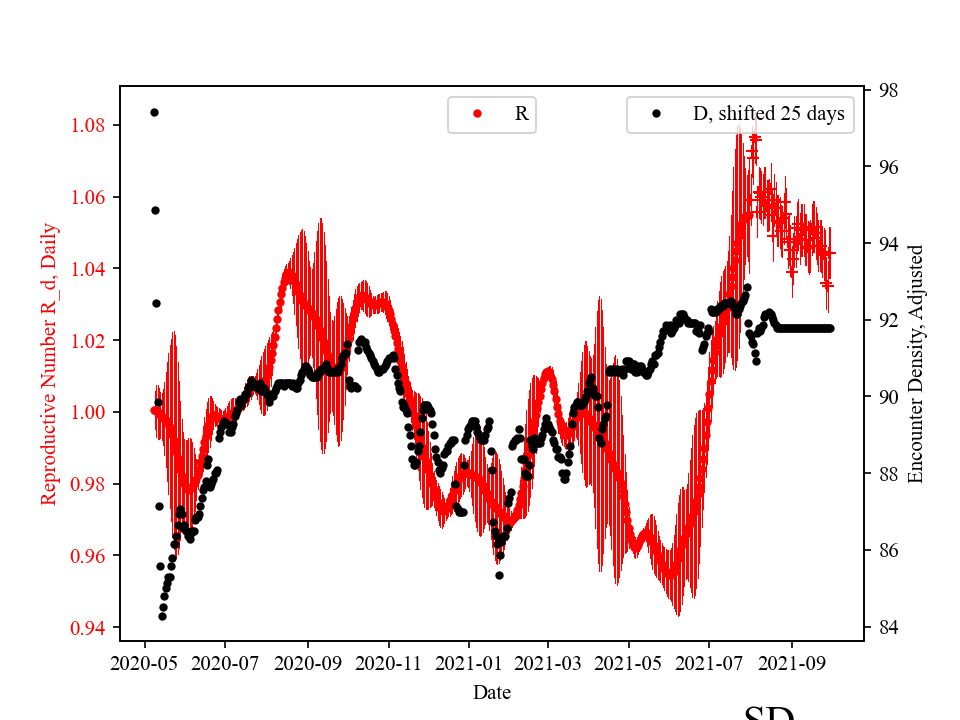 R
D, shifted 25 days
Reproductive Number R_d, Daily
1.08
1.06
1.04
1.02
1.00
0.98
0.96
0.94
98
96
94
92
90
88
86
84
Encounter Density, Adjusted
2020-05 2020-07 2020-09 2020-11 2021-01 2021-03 2021-05 2021-07 2021-09
Date
SD